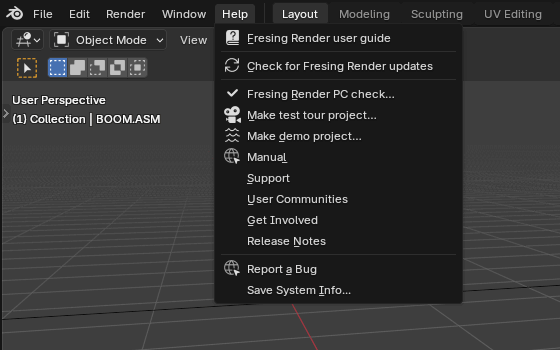 File Edit Render Window Help Layout Modeling Sculpting UV Editing
Object Mode View
User Perspective
(1) Collection | BOOM.ASM
Fresing Render user guide
Check for Fresing Render updates
Fresing Render PC check...
Make test tour project...
Make demo project...
Manual
Support
User Communities
Get Involved
Release Notes
Report a Bug
Save System Info...